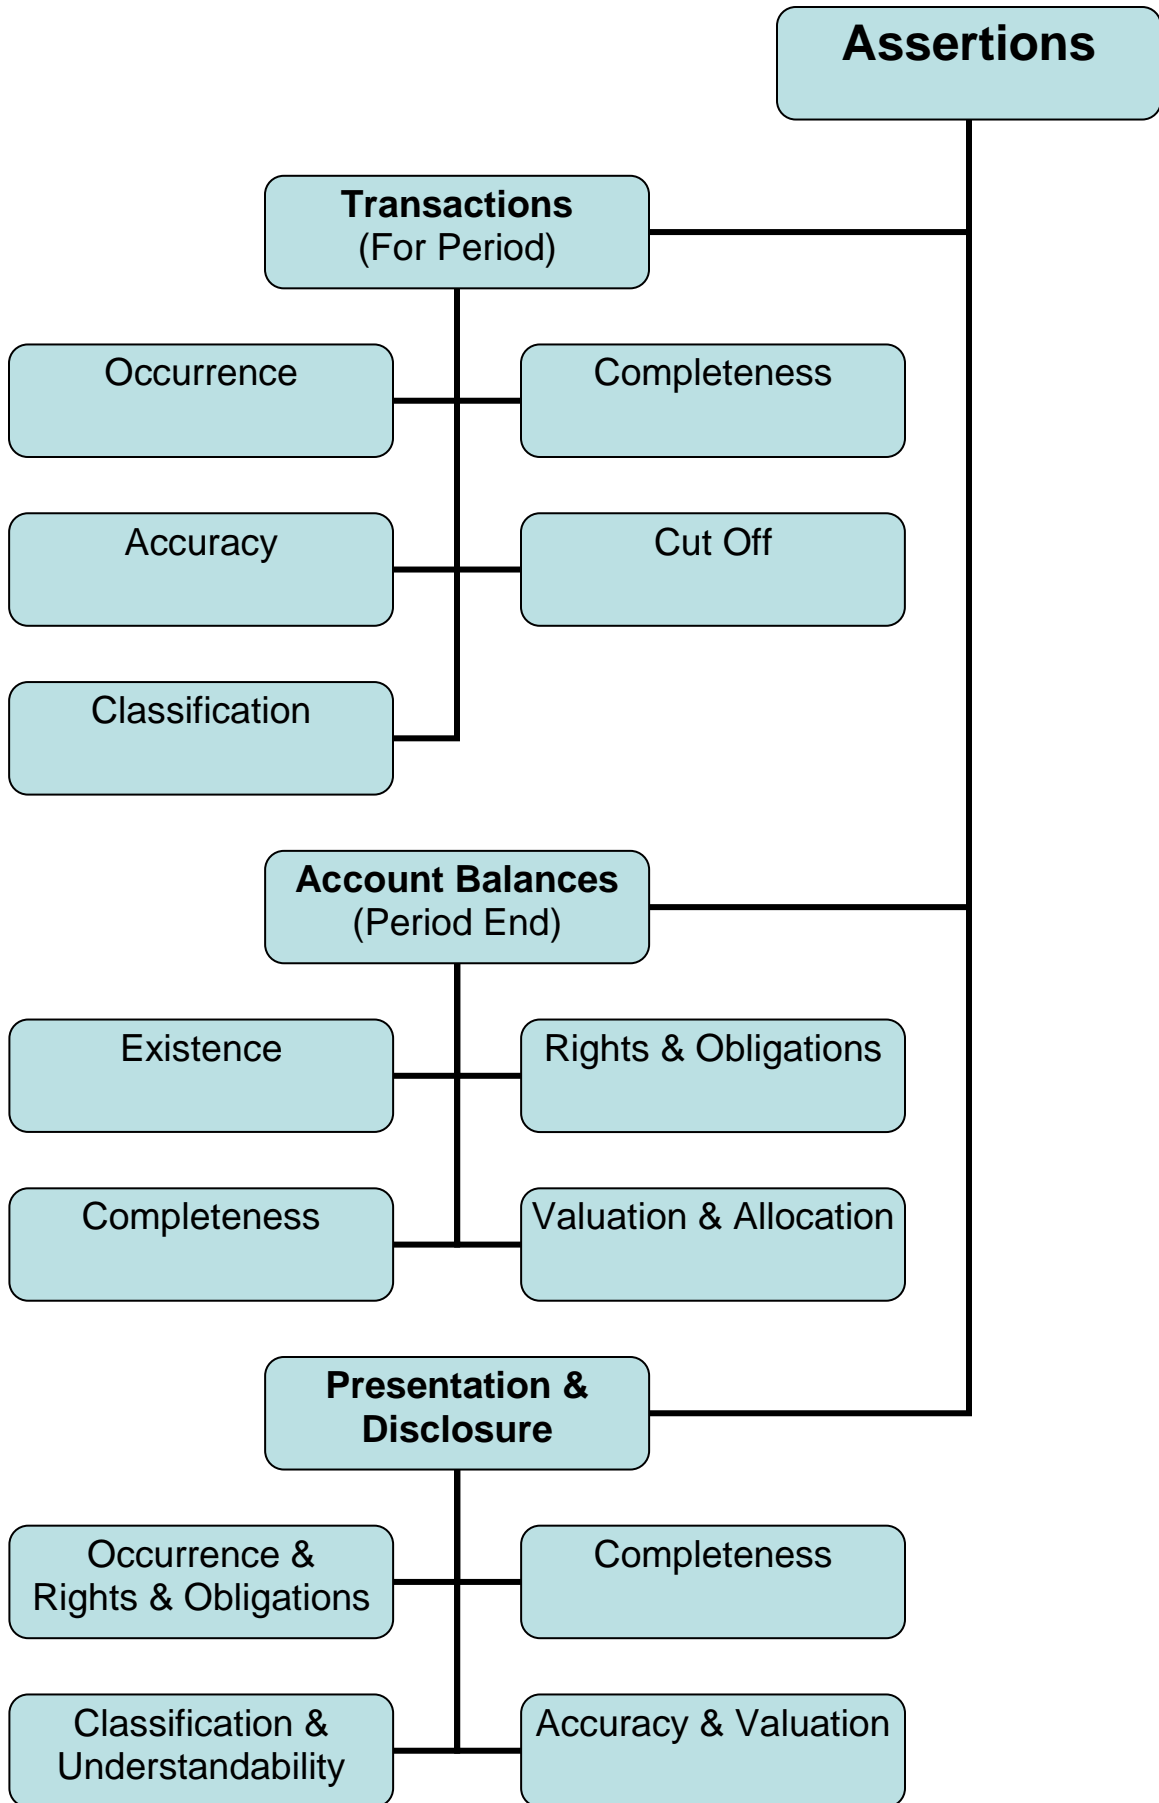 Assertions
Transactions
(For Period)
Occurrence
Completeness
Accuracy
Cut Off
Classification
Account Balances
(Period End)
Existence
Rights & Obligations
Completeness
Valuation & Allocation
Presentation &
Disclosure
Occurrence &
Rights & Obligations
Completeness
Classification &
Understandability
Accuracy & Valuation